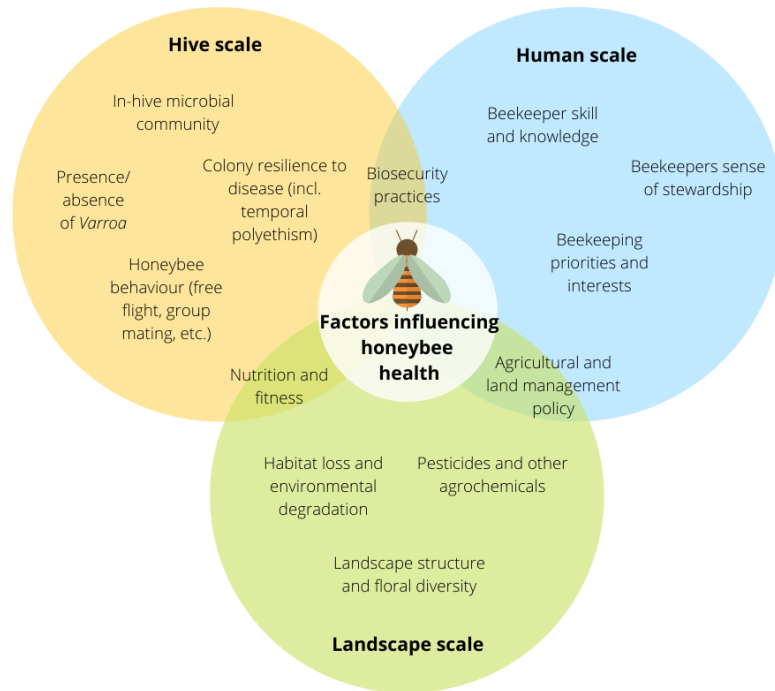 Hive scale
In-hive microbial
community
Presence/
absence
of Varroa
Colony resilience to
disease (incl.
temporal
polyethism)
Honeybee
behaviour (free
flight, group
mating, etc.)
Biosecurity
practices
Human scale
Beekeeper skill
and knowledge
Beekeepers sense
of stewardship
Beekeeping
priorities and
interests
Factors influencing
honeybee
health
Nutrition and
fitness
Agricultural and
land management
policy
Habitat loss and
environmental
degradation
Pesticides and other
agrochemicals
Landscape structure
and floral diversity
Landscape scale